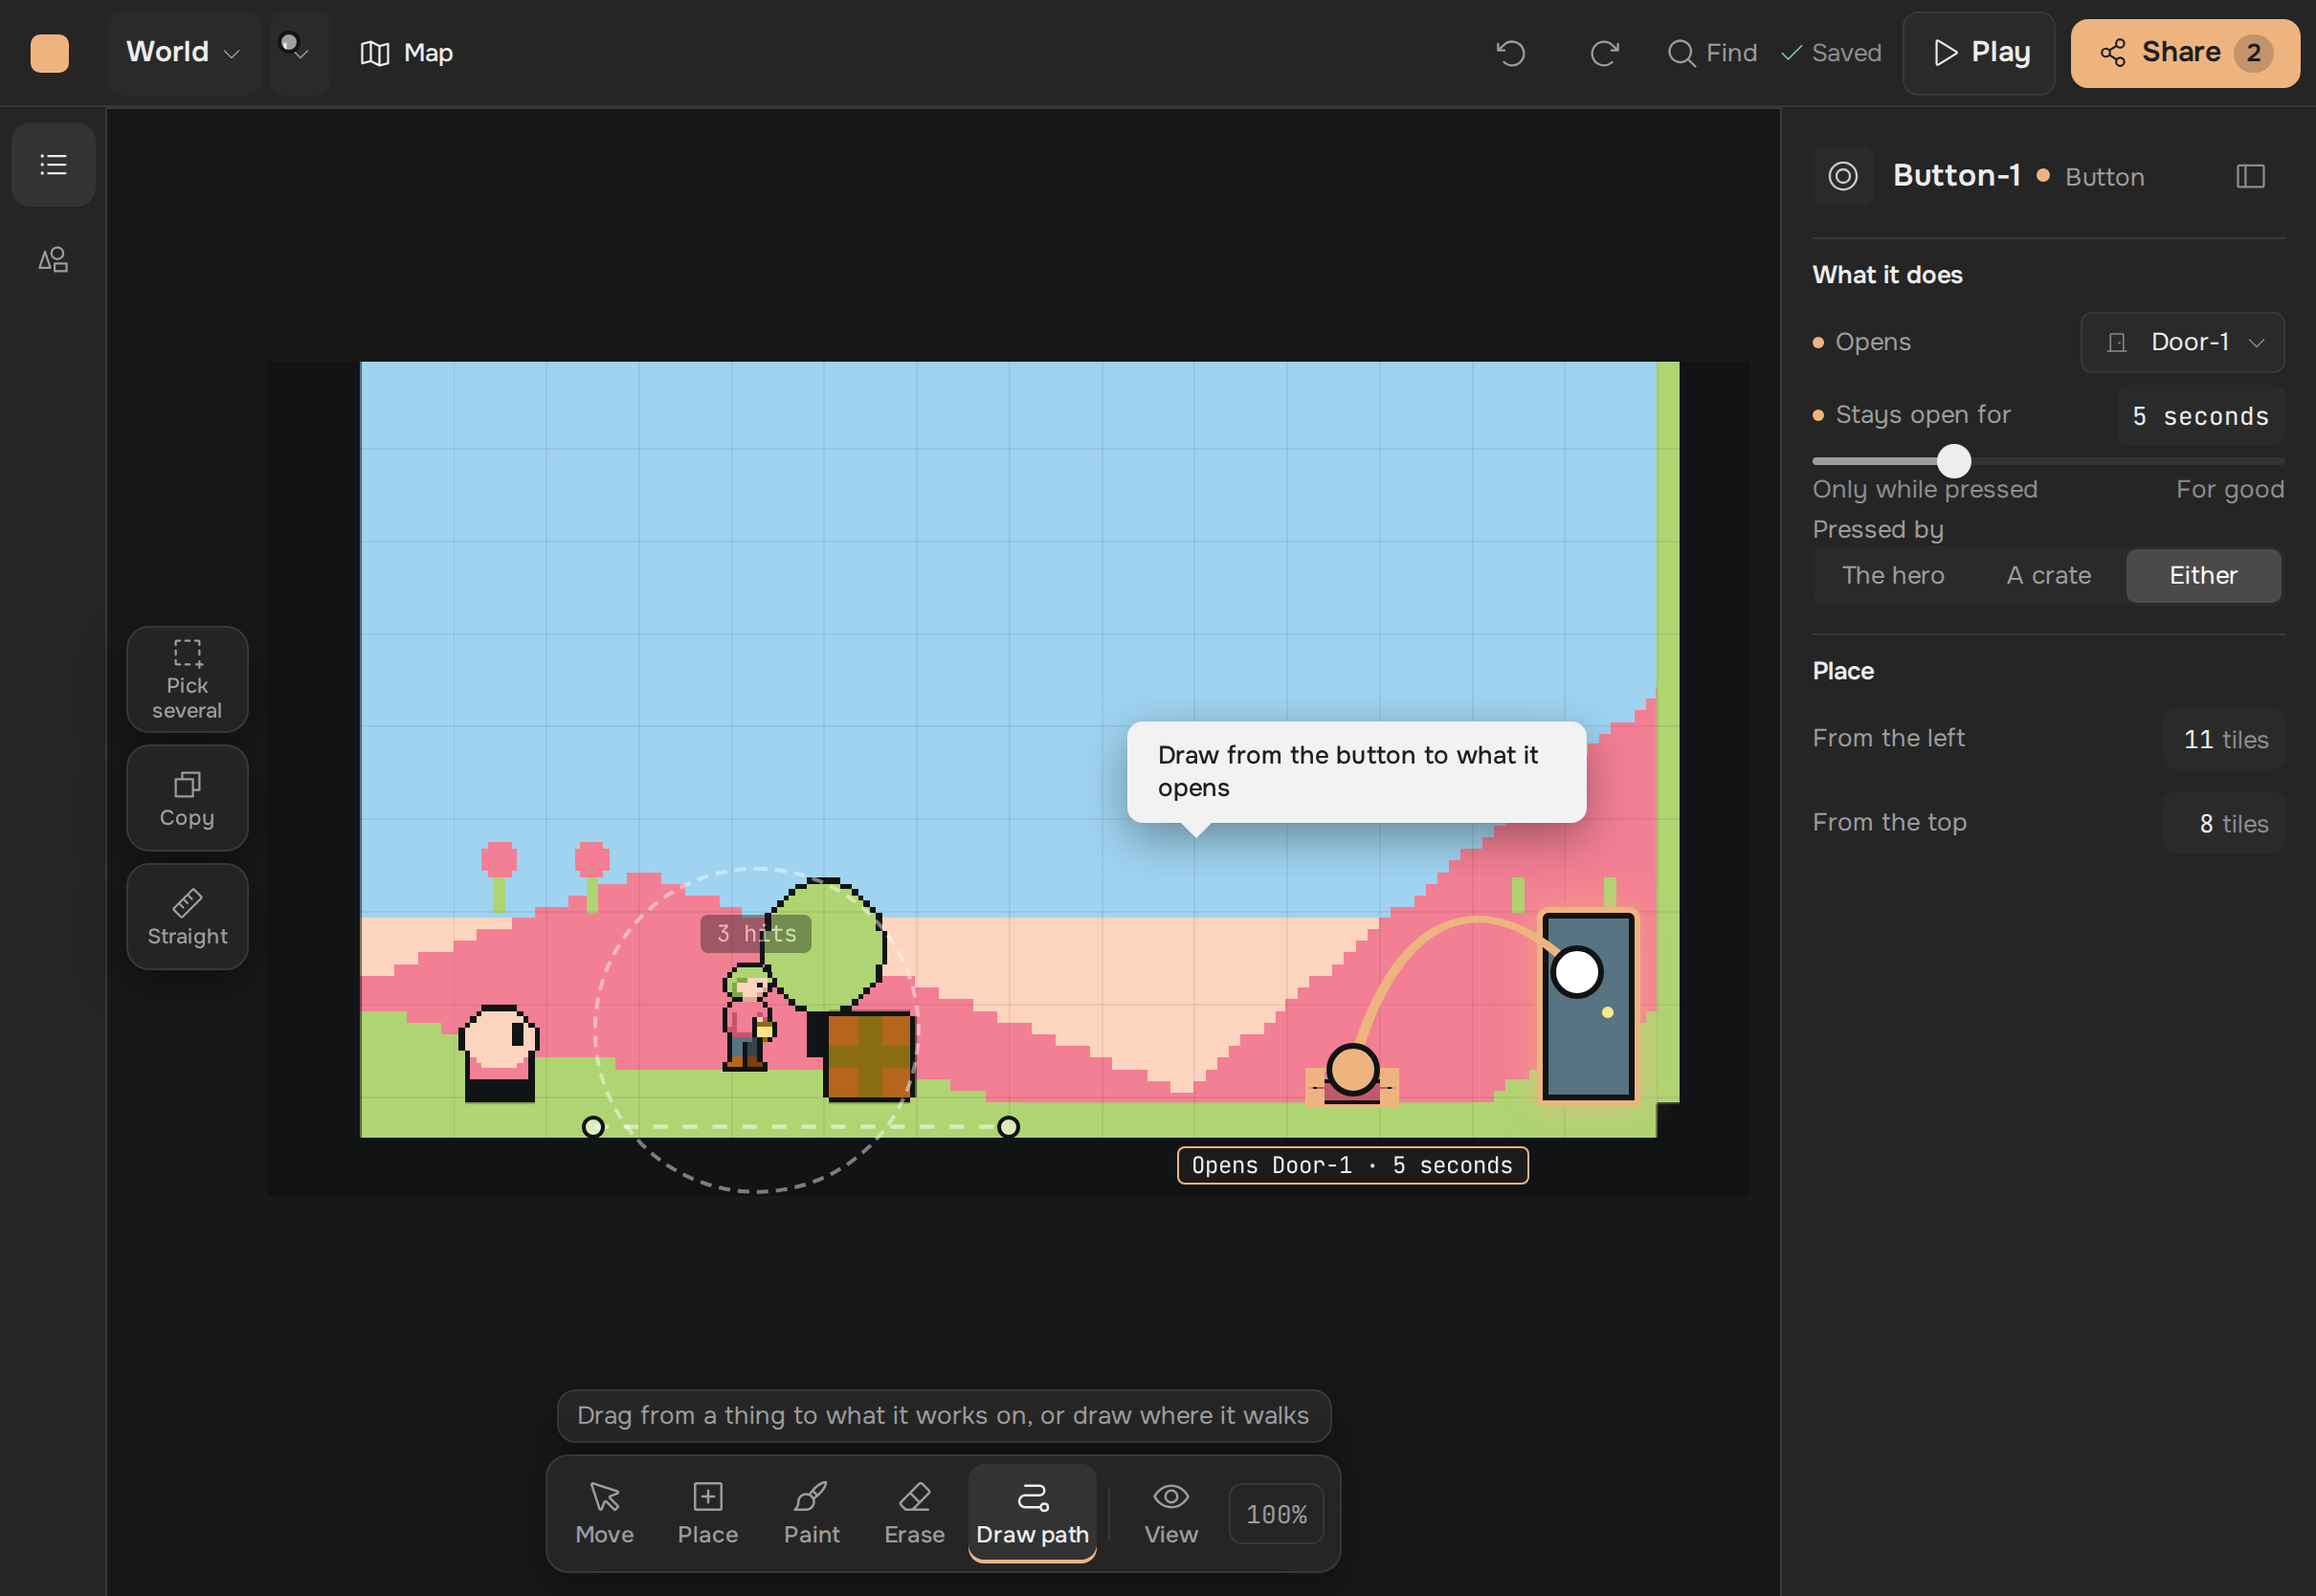 World
Map
Find
Saved
Play
Share 2
Button-1
Button
What it does
Opens
Door-1
Stays open for
5 seconds
Only while pressed
For good
Pressed by
The hero
A crate
Either
Place
From the left
11 tiles
From the top
8 tiles
Pick
several
Copy
Straight
Draw from the button to what it
opens
3 hits
Opens Door-1 · 5 seconds
Drag from a thing to what it works on, or draw where it walks
Move
Place
Paint
Erase
Draw path
View
100%